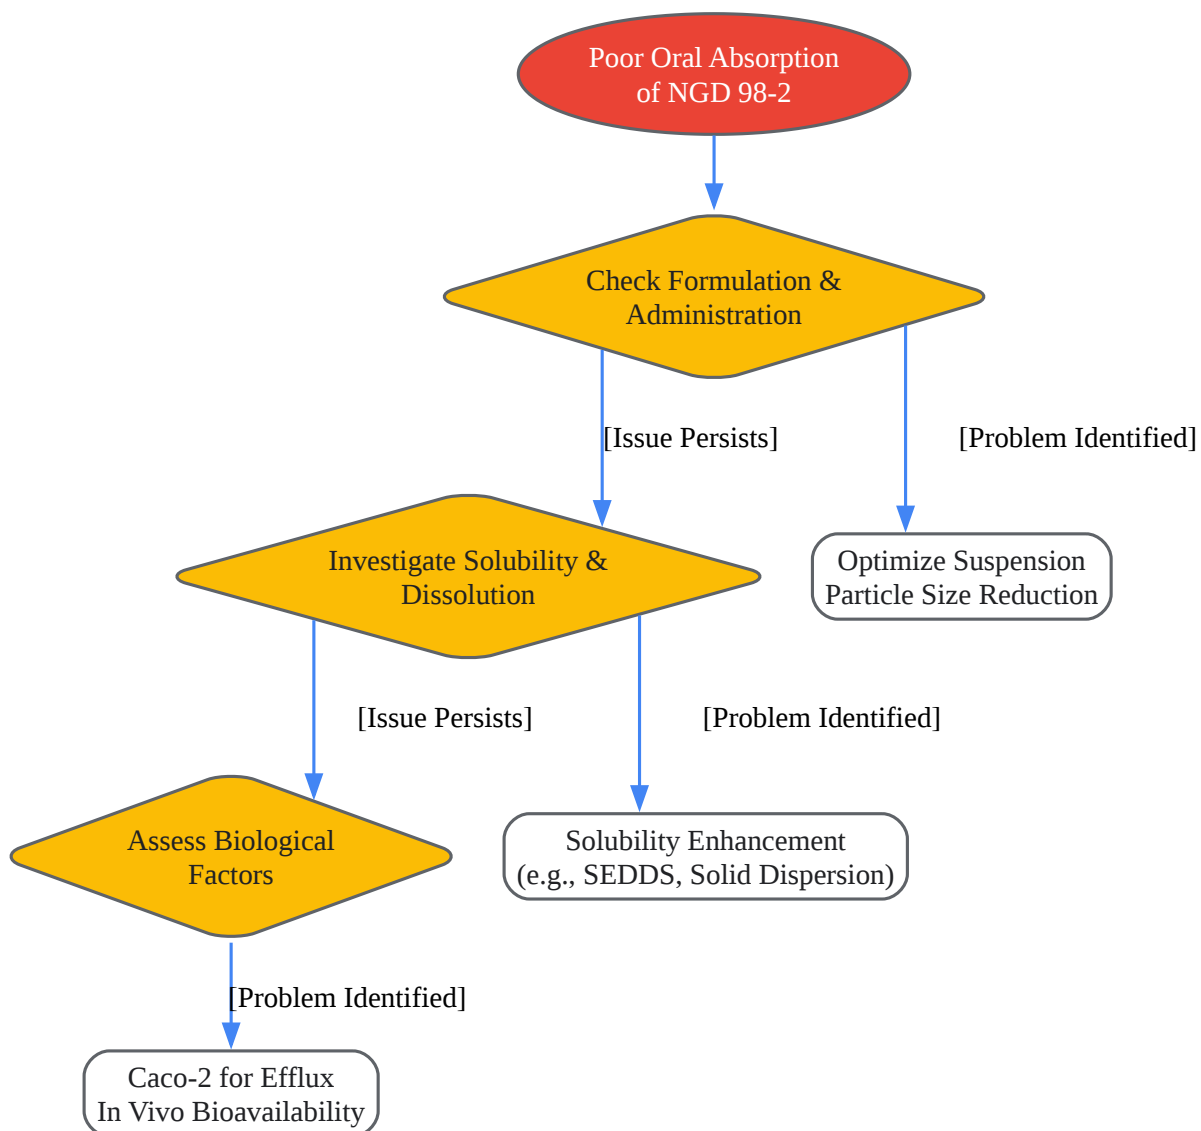 Poor Oral Absorption
of NGD 98-2
Check Formulation &
Administration
[Issue Persists]
[Problem Identified]
Investigate Solubility &
Dissolution
Optimize Suspension
Particle Size Reduction
[Issue Persists]
[Problem Identified]
Assess Biological
Factors
Solubility Enhancement
(e.g., SEDDS, Solid Dispersion)
[Problem Identified]
Caco-2 for Efflux
In Vivo Bioavailability